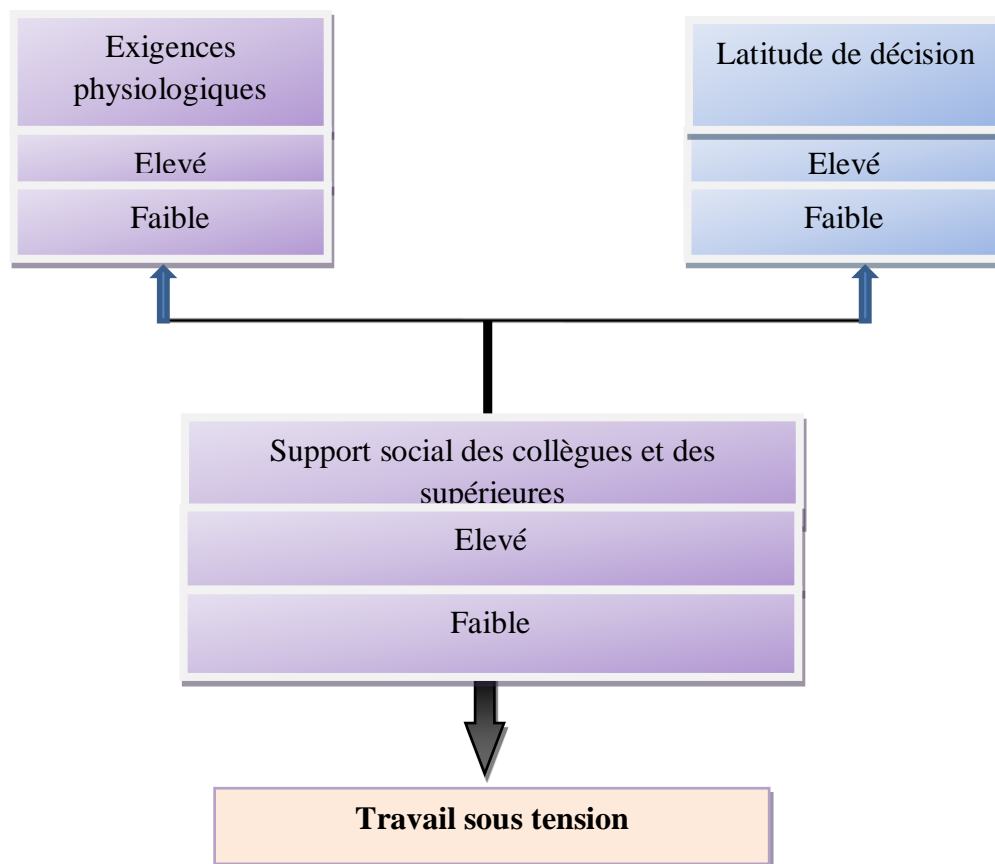 Exigences
physiologiques
Elevé
Faible
Latitude de décision
Elevé
Faible
Support social des collègues et des
supérieures
Elevé
Faible
Travail sous tension